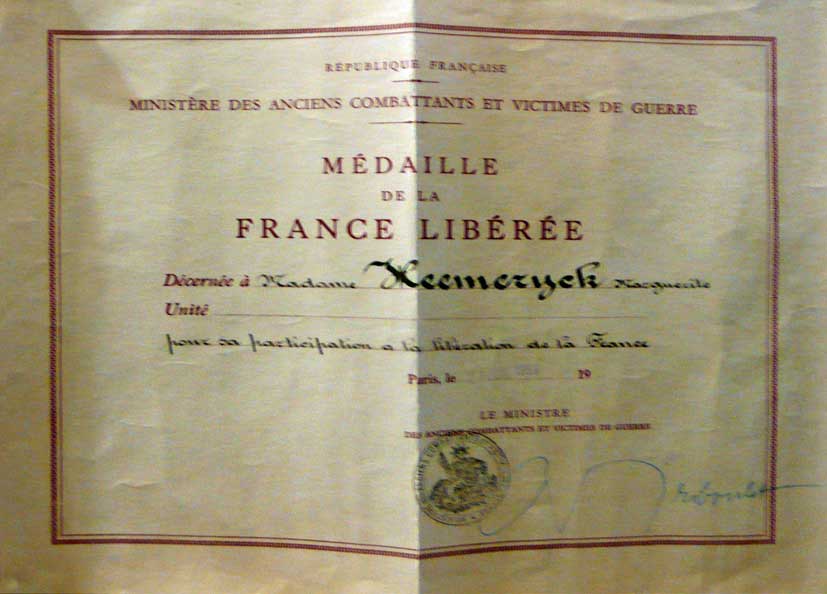 RÉPUBLIQUE FRANÇAISE
MINISTÈRE DES ANCIENS COMBATTANTS ET VICTIMES DE GUERRE
MÉDAILLE
DE LA
FRANCE LIBÉRÉE
Décernée à Madame Heemeryck Marguerite
Unité
pour sa participation a la libération de la France
Paris, le 19
LE MINISTRE
DES ANCIENS COMBATTANTS ET VICTIMES DE GUERRE